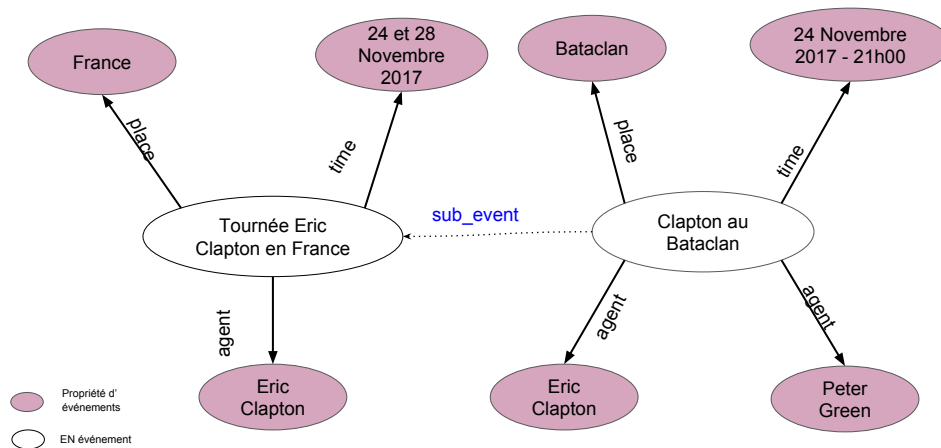 France
24 et 28
Novembre
2017
Bataclan
24 Novembre
2017 - 21h00
place
time
place
time
Tournée Eric
Clapton en France
sub_event
Clapton au
Bataclan
agent
agent
agent
Eric
Clapton
Eric
Clapton
Peter
Green
Propriété d’
événements
EN événement